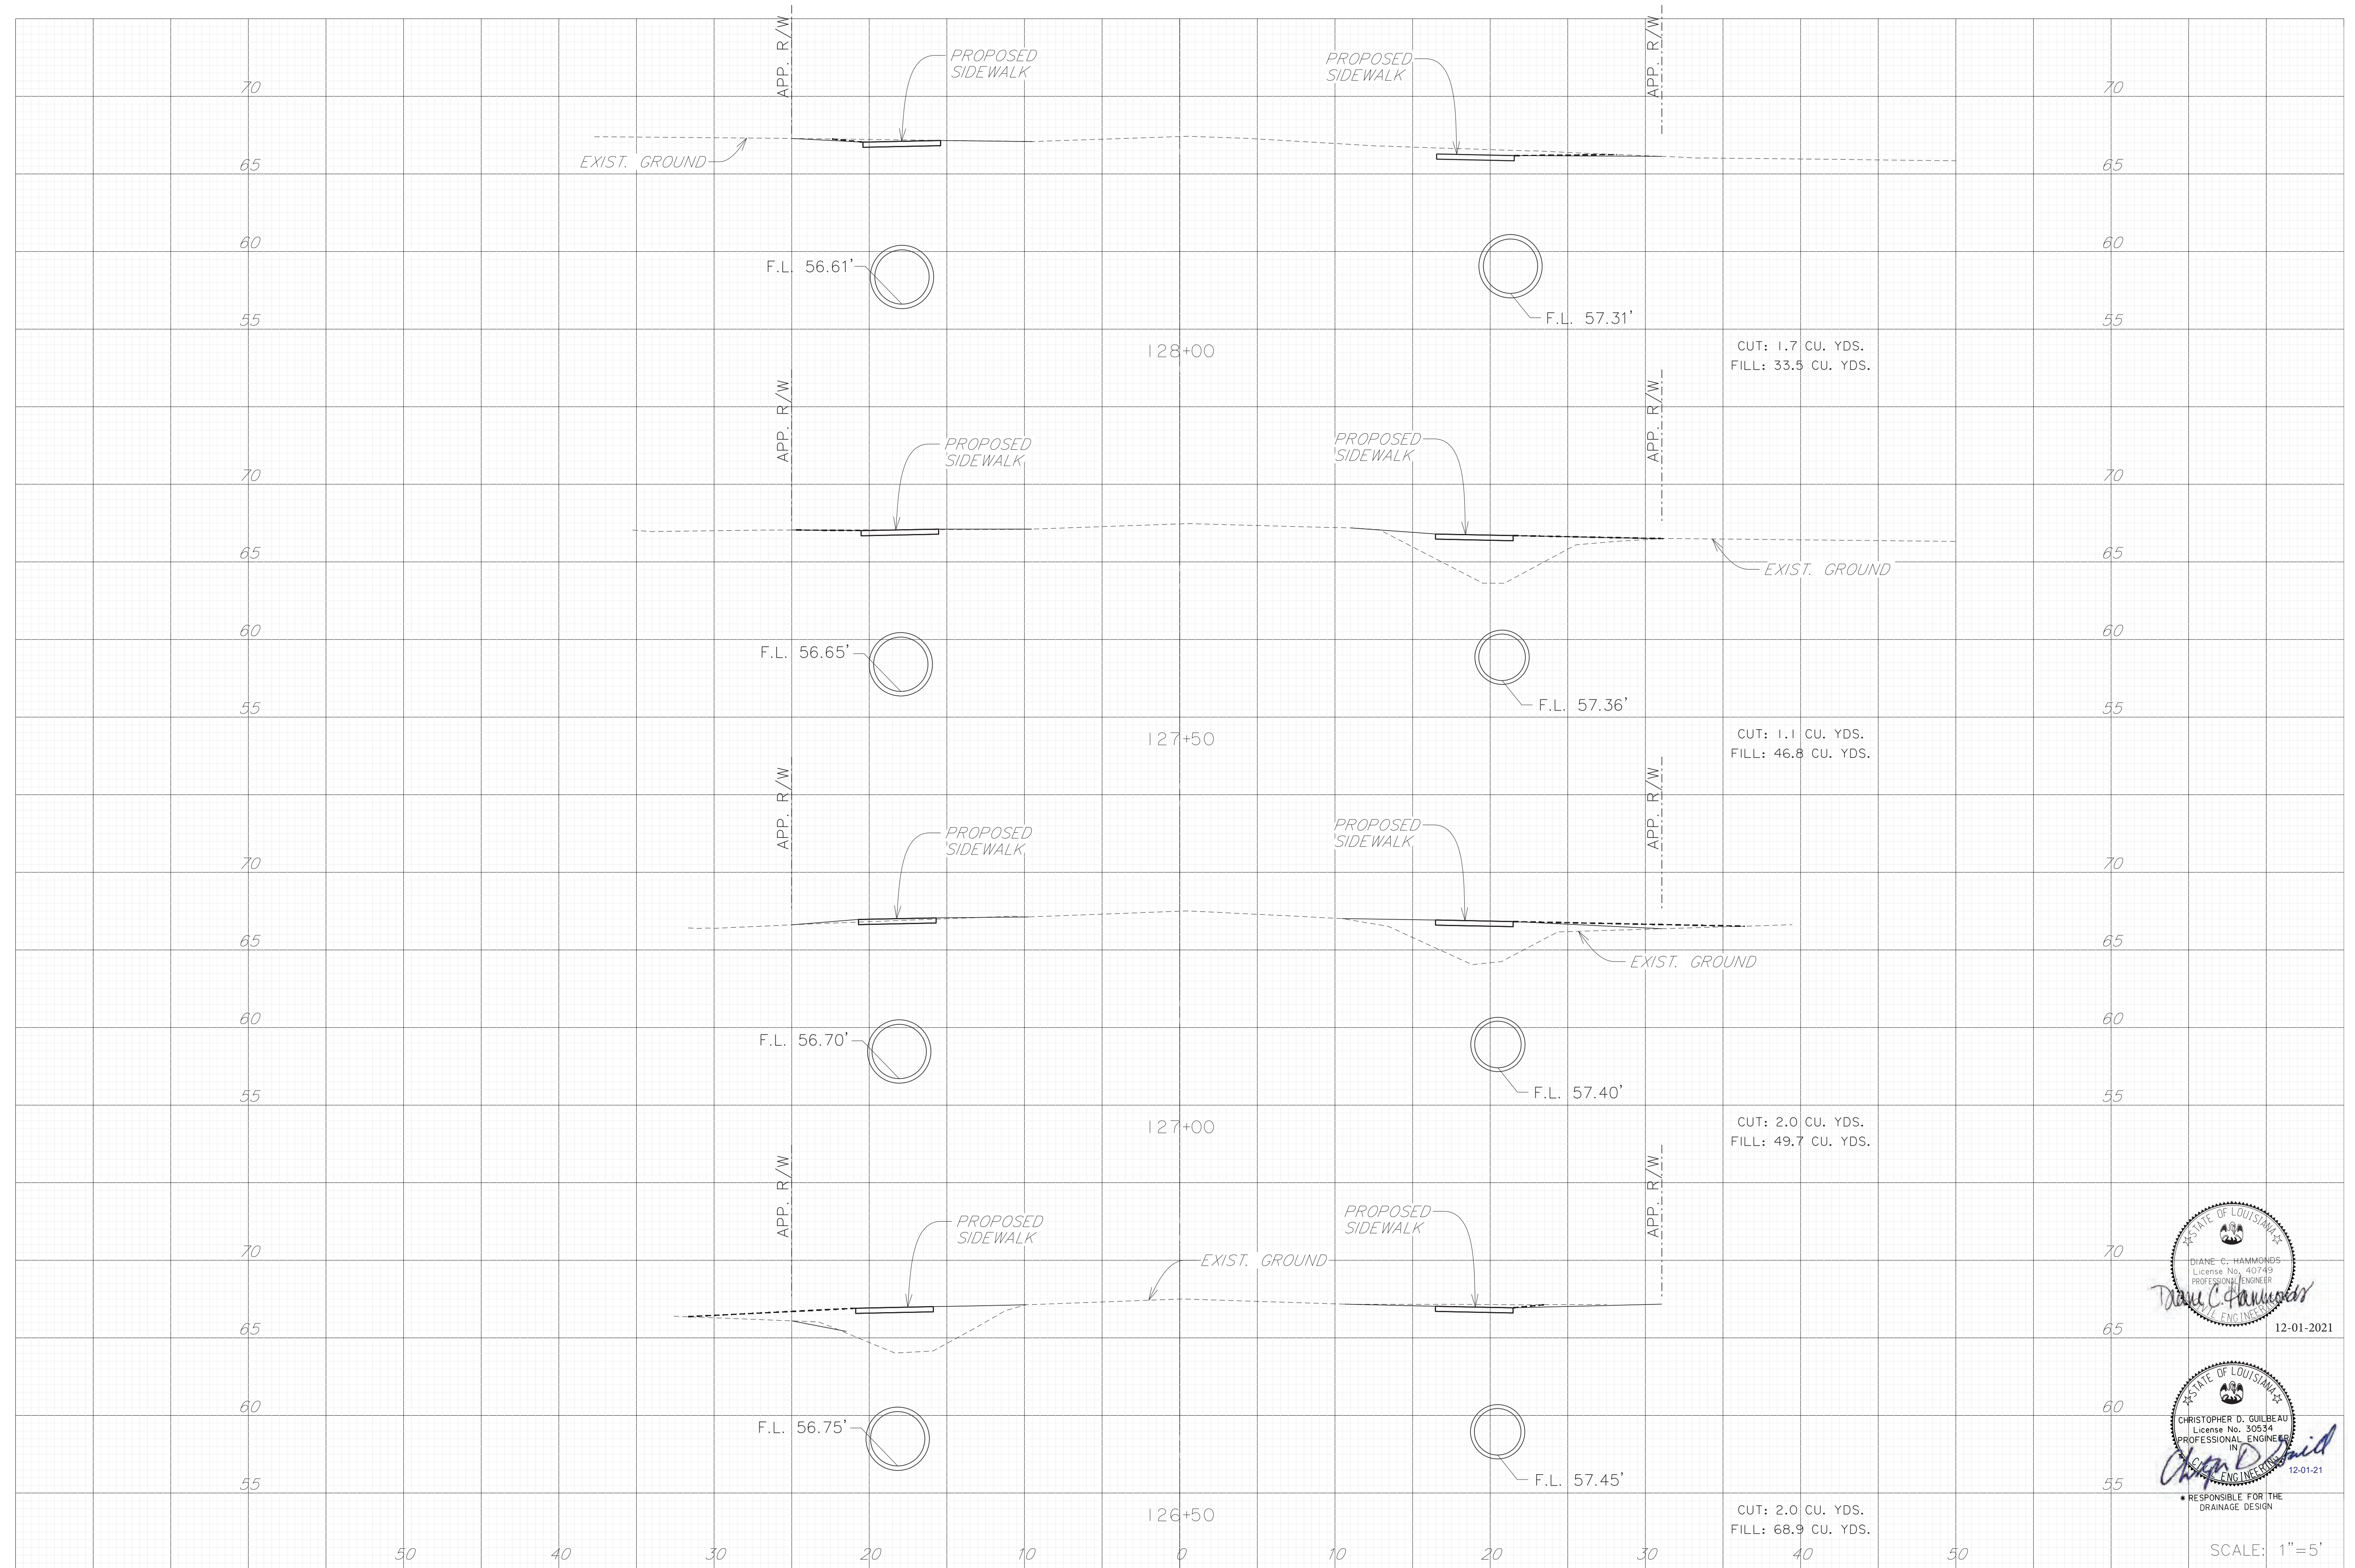 APP. R/W
APP. R/W
PROPOSED
SIDEWALK
PROPOSED
SIDEWALK
70
70
EXIST. GROUND
65
65
60
60
F.L. 56.61'
F.L. 57.31'
55
55
128+00
CUT: 1.7 CU. YDS.
FILL: 33.5 CU. YDS.
APP. R/W
APP. R/W
PROPOSED
SIDEWALK
PROPOSED
SIDEWALK
70
70
65
65
EXIST. GROUND
60
60
F.L. 56.65'
F.L. 57.36'
55
55
127+50
CUT: 1.1 CU. YDS.
FILL: 46.8 CU. YDS.
APP. R/W
APP. R/W
PROPOSED
SIDEWALK
PROPOSED
SIDEWALK
70
70
65
65
EXIST. GROUND
60
60
F.L. 56.70'
F.L. 57.40'
55
55
127+00
CUT: 2.0 CU. YDS.
FILL: 49.7 CU. YDS.
APP. R/W
APP. R/W
PROPOSED
SIDEWALK
PROPOSED
SIDEWALK
70
70
EXIST. GROUND
65
65
60
60
F.L. 56.75'
F.L. 57.45'
55
55
126+50
CUT: 2.0 CU. YDS.
FILL: 68.9 CU. YDS.
50
40
30
20
10
0
10
20
30
40
50
STATE OF LOUISIANA
DIANE C. HAMMONDS
License No. 40749
PROFESSIONAL ENGINEER
Diane C. Hammonds
CIVIL ENGINEERING
12-01-2021
STATE OF LOUISIANA
CHRISTOPHER D. GUILBEAU
License No. 30534
PROFESSIONAL ENGINEER
IN
CIVIL ENGINEERING
12-01-21
* RESPONSIBLE FOR THE
DRAINAGE DESIGN
SCALE: 1"=5'